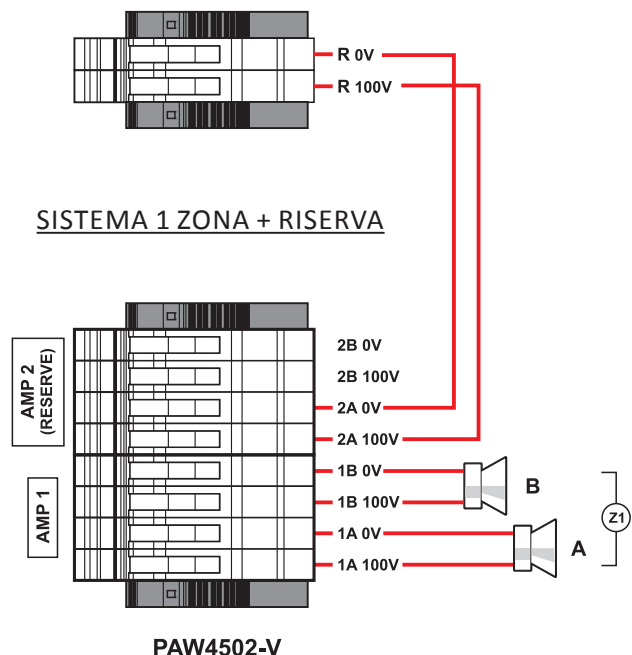 R 0V
R 100V
SISTEMA 1 ZONA + RISERVA
AMP 2
(RESERVE)
2B 0V
2B 100V
2A 0V
2A 100V
AMP 1
1B 0V
1B 100V
B
1A 0V
1A 100V
A
Z1
PAW4502-V